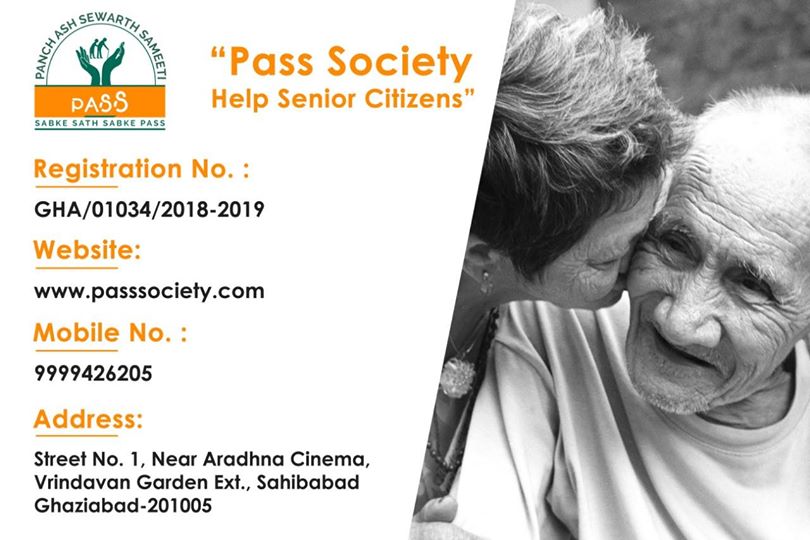 PANCH ASH SEWARTH SAMEETI
PASS
SABKE SATH SABKE PASS
“Pass Society
Help Senior Citizens”
Registration No. :
GHA/01034/2018-2019
Website:
www.passsociety.com
Mobile No. :
9999426205
Address:
Street No. 1, Near Aradhna Cinema,
Vrindavan Garden Ext., Sahibabad
Ghaziabad-201005